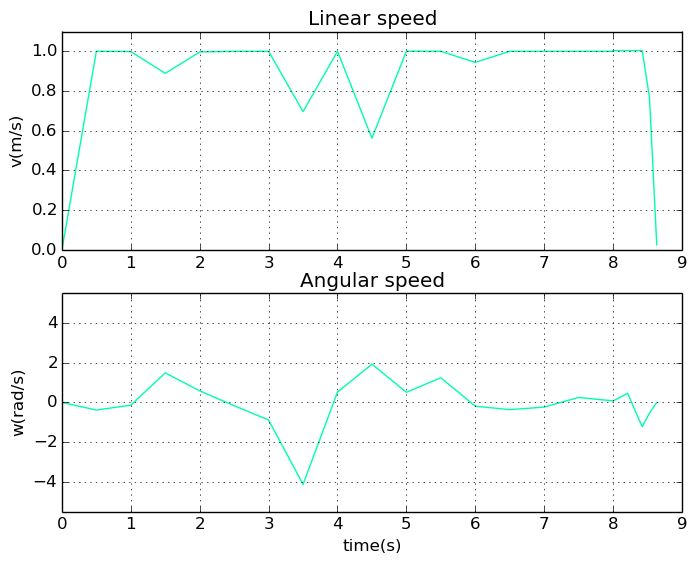 Linear speed
v(m/s)
1.0
0.8
0.6
0.4
0.2
0.0
0 1 2 3 4 5 6 7 8 9
Angular speed
w(rad/s)
4
2
0
−2
−4
0 1 2 3 4 5 6 7 8 9
time(s)